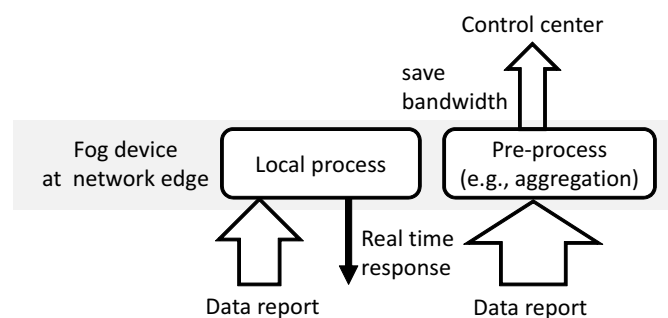 Control center
save
bandwidth
Fog device
at network edge
Local process
Pre-process
(e.g., aggregation)
Real time
response
Data report
Data report